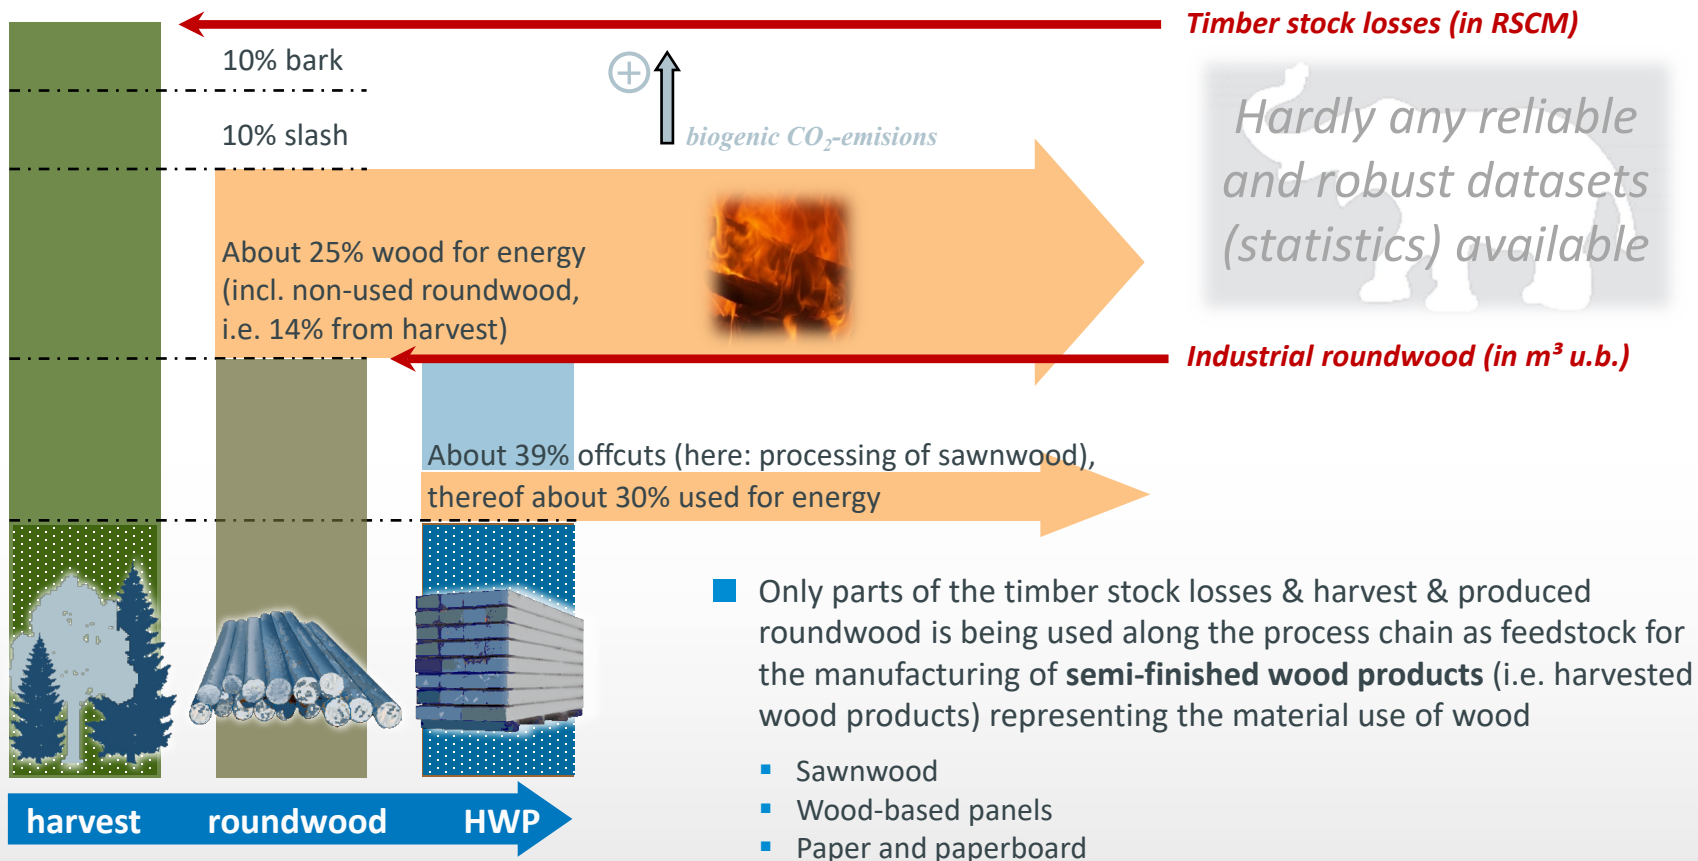 Timber stock losses (in RSCM)
10% bark
10% slash
biogenic CO₂-emisions
Hardly any reliable
and robust datasets
(statistics) available
About 25% wood for energy
(incl. non-used roundwood,
i.e. 14% from harvest)
Industrial roundwood (in m³ u.b.)
About 39% offcuts (here: processing of sawnwood),
thereof about 30% used for energy
■ Only parts of the timber stock losses & harvest & produced
roundwood is being used along the process chain as feedstock for
the manufacturing of semi-finished wood products (i.e. harvested
wood products) representing the material use of wood
▪ Sawnwood
▪ Wood-based panels
▪ Paper and paperboard
harvest roundwood HWP